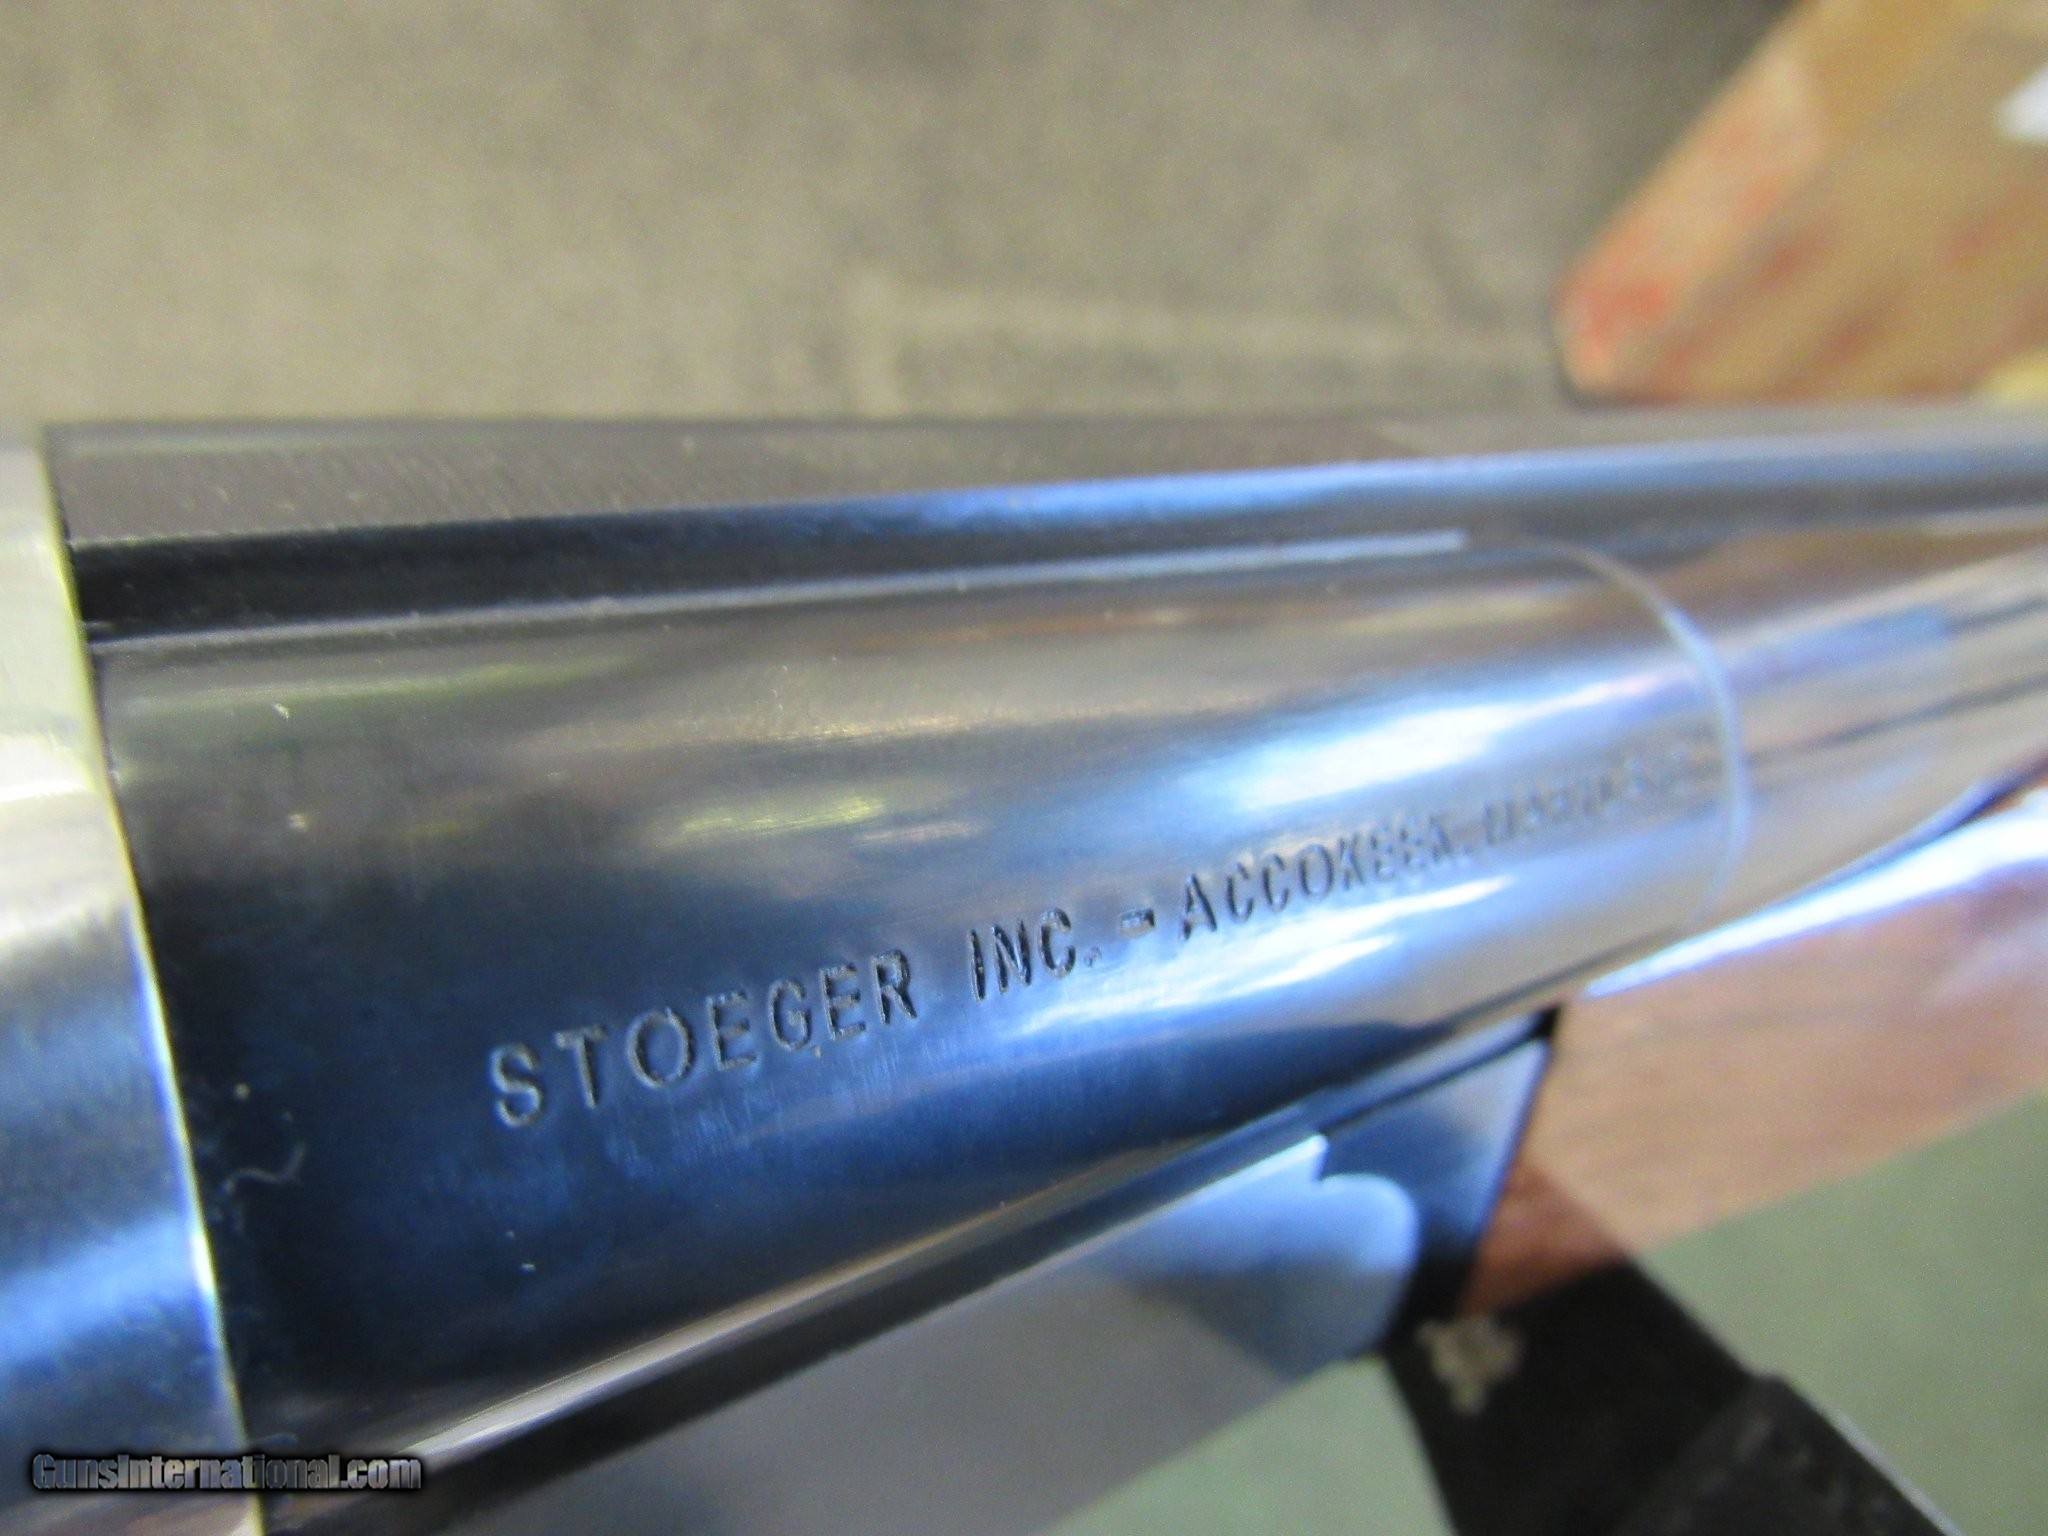 STOEGER INC. - ACCOKEEK,
GunsInternational.com